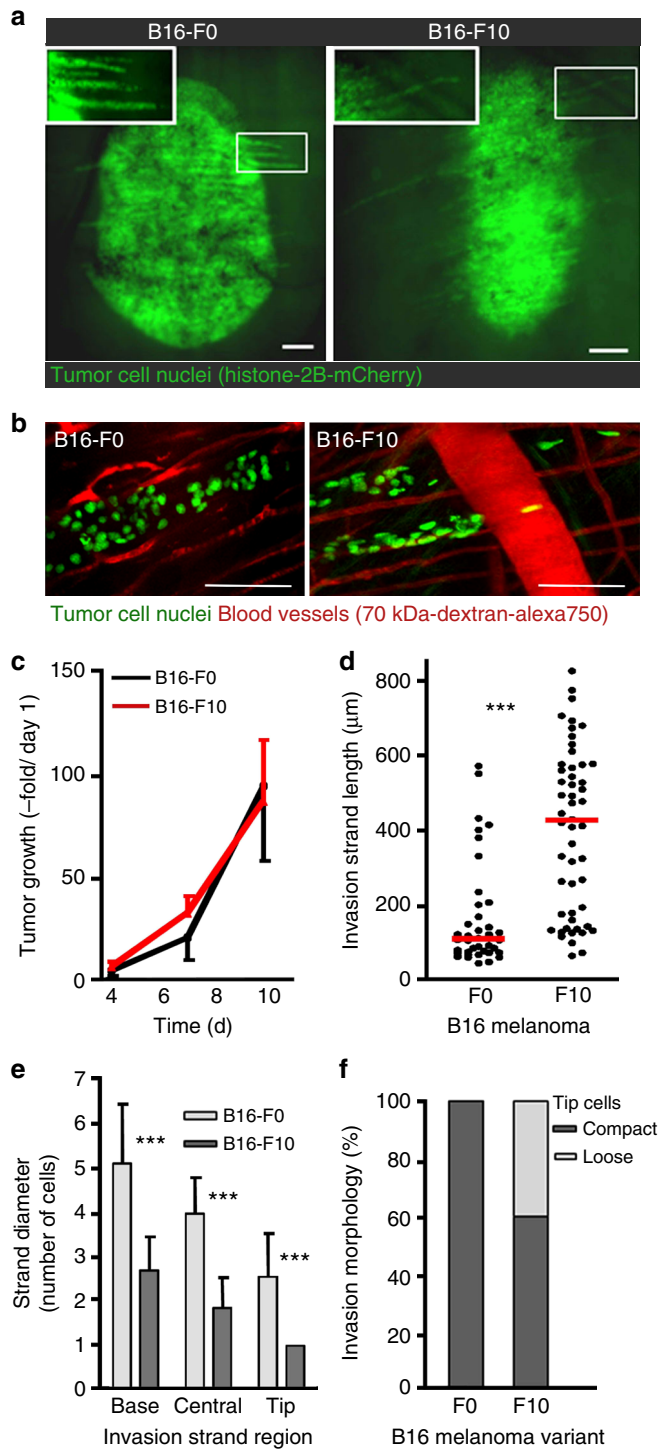 a
B16-F0 B16-F10
Tumor cell nuclei (histone-2B-mCherry)
b
B16-F0 B16-F10
Tumor cell nuclei Blood vessels (70 kDa-dextran-alexa750)
c
150
100
50
0
4 6 8 10
Tumor growth (–fold/ day 1)
Time (d)
B16-F0
B16-F10
d
800
600
400
200
0
Invasion strand length (μm)
***
F0 F10
B16 melanoma
e
7
6
5
4
3
2
1
0
Strand diameter
(number of cells)
B16-F0
B16-F10
***
***
***
Base Central Tip
Invasion strand region
f
100
80
60
40
20
0
Invasion morphology (%)
Tip cells
Compact
Loose
F0 F10
B16 melanoma variant